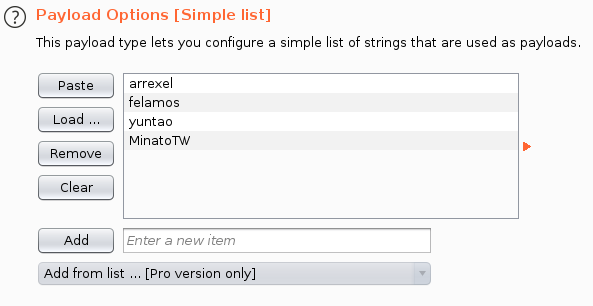 ? Payload Options [Simple list]
This payload type lets you configure a simple list of strings that are used as payloads.
Paste
Load ...
Remove
Clear
arrexel
felamos
yuntao
MinatoTW
Add
Enter a new item
Add from list ... [Pro version only]